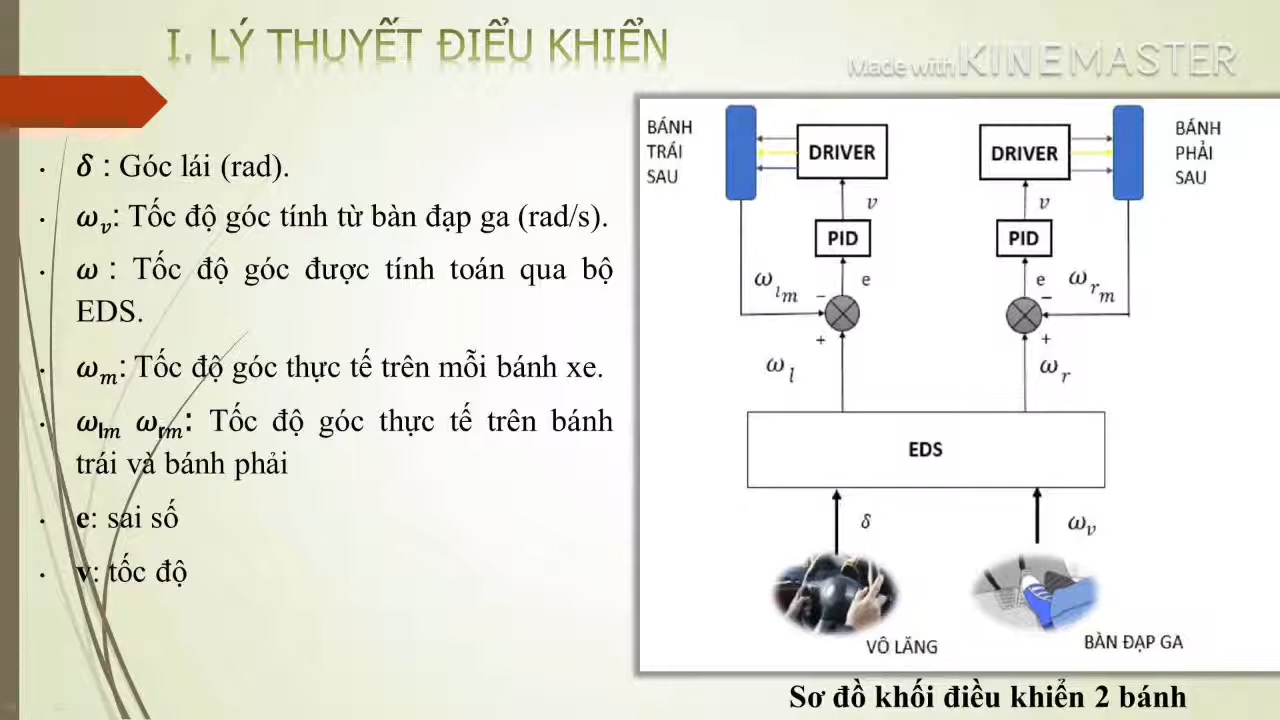 I. LÝ THUYẾT ĐIỂU KHIỂN
Made with KINEMASTER
• δ : Góc lái (rad).
• ωᵥ: Tốc độ góc tính từ bàn đạp ga (rad/s).
• ω : Tốc độ góc được tính toán qua bộ
EDS.
• ωₘ: Tốc độ góc thực tế trên mỗi bánh xe.
• ωlm ωrm: Tốc độ góc thực tế trên bánh
trái và bánh phải
• e: sai số
• v: tốc độ
BÁNH
TRÁI
SAU
DRIVER
DRIVER
BÁNH
PHẢI
SAU
v
v
PID
PID
ωlm
e
e
ωrm
−
−
+
+
ωl
ωr
EDS
δ
ωv
VÔ LĂNG
BÀN ĐẠP GA
Sơ đồ khối điều khiển 2 bánh